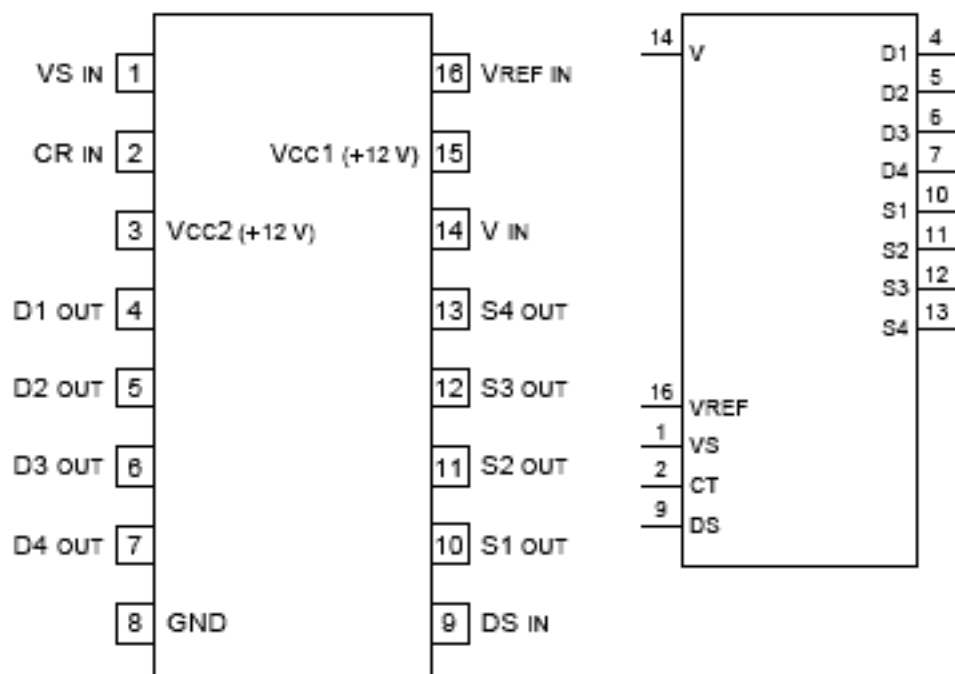 VS IN 1
16 VREF IN
CR IN 2
VCC1 (+12 V) 15
3 VCC2 (+12 V)
14 V IN
D1 OUT 4
13 S4 OUT
D2 OUT 5
12 S3 OUT
D3 OUT 6
11 S2 OUT
D4 OUT 7
10 S1 OUT
8 GND
9 DS IN
14 V
D1 4
D2 5
D3 6
D4 7
S1 10
S2 11
S3 12
S4 13
16 VREF
1 VS
2 CT
9 DS